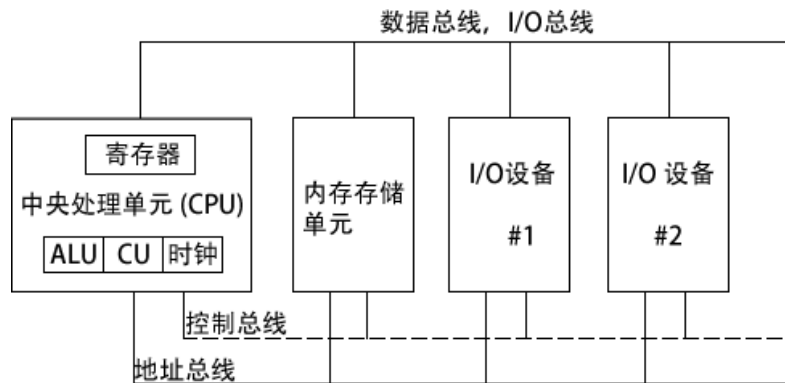 数据总线，I/O总线
寄存器
中央处理单元 (CPU)
ALU CU 时钟
内存存储
单元
I/O设备
#1
I/O 设备
#2
控制总线
地址总线